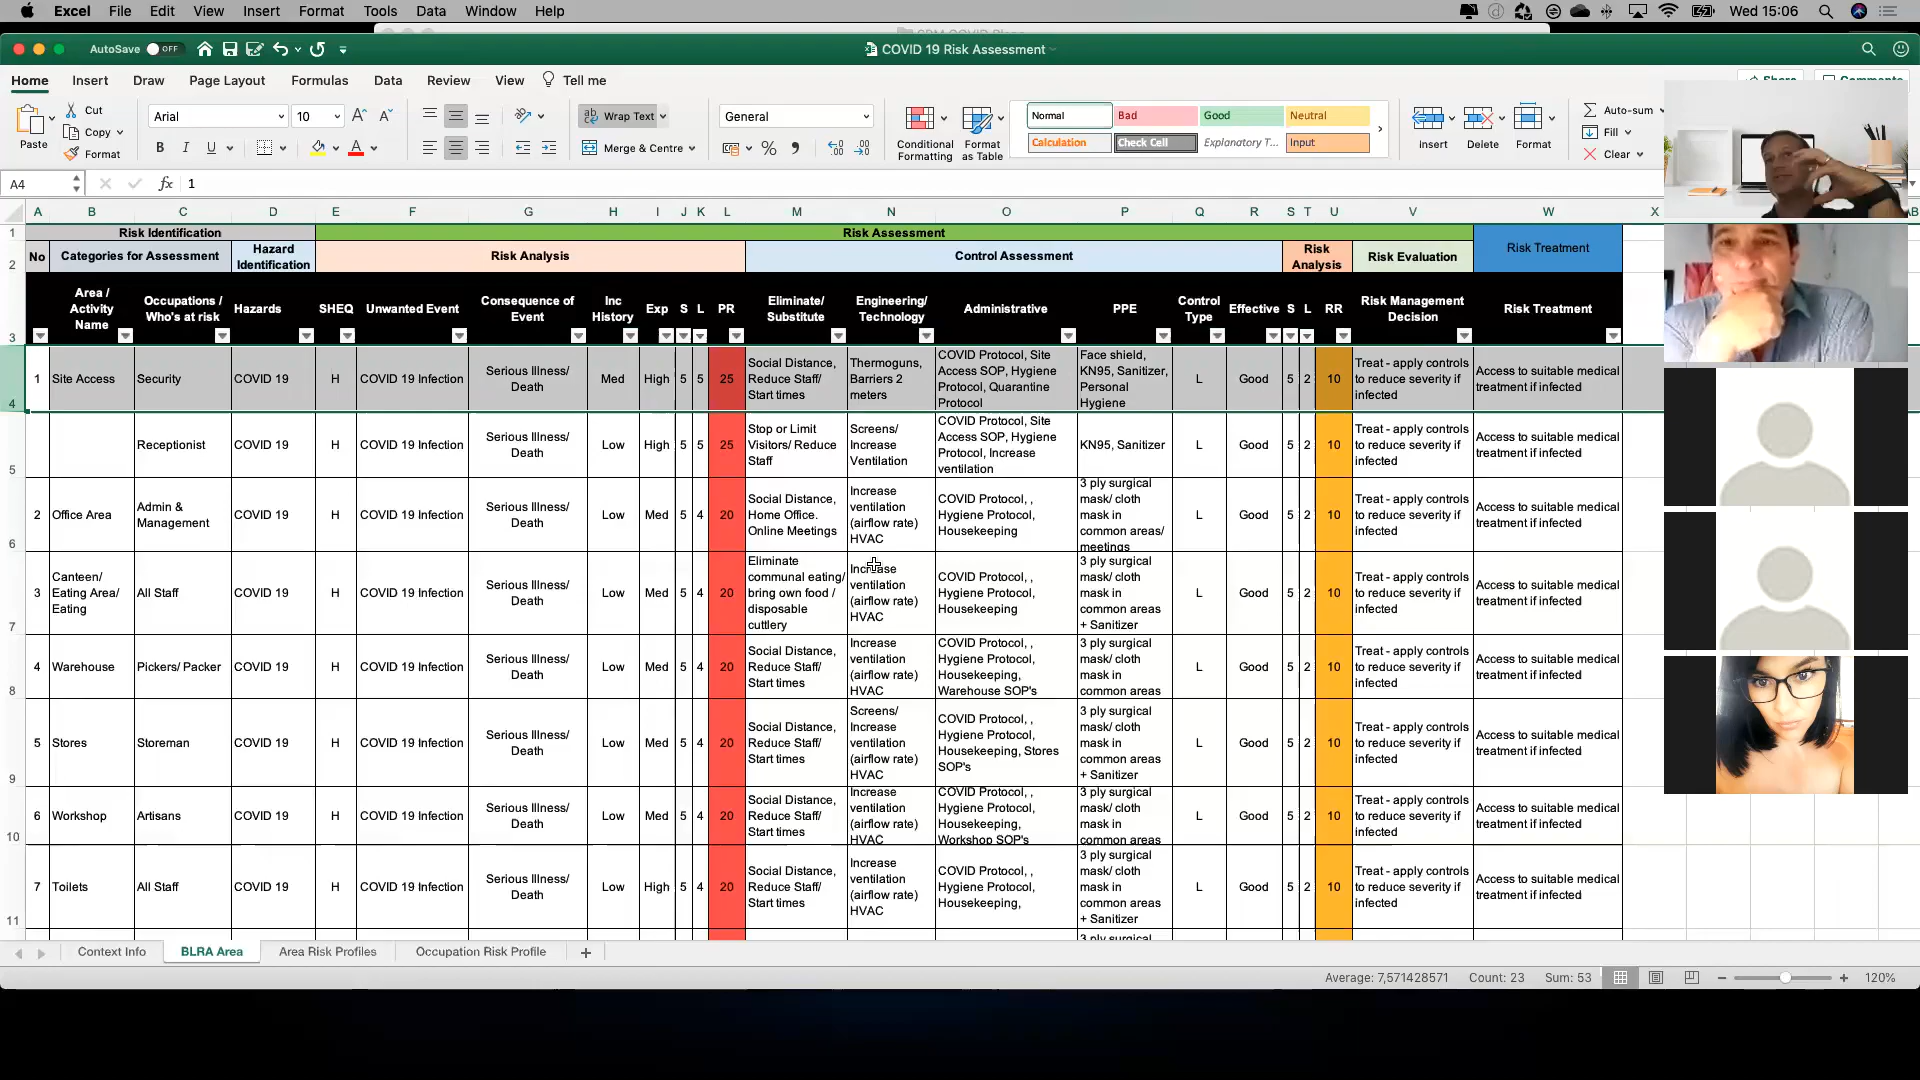 Excel File Edit View Insert Format Tools Data Window Help Wed 15:06
AutoSave OFF COVID 19 Risk Assessment
Home Insert Draw Page Layout Formulas Data Review View Tell me Share Comments
Paste Cut Copy Format
Arial 10
B I U A
ab Wrap Text
Merge & Centre
General
Conditional Formatting
Format as Table
Normal Bad Good Neutral
Calculation Check Cell Explanatory T... Input
Insert Delete Format
Auto-sum
Fill
Clear
A4 fx 1
A B C D E F G H I J K L M N O P Q R S T U V W X AB
1 Risk Identification Risk Assessment Risk Treatment
2 No Categories for Assessment Hazard Identification Risk Analysis Control Assessment Risk Analysis Risk Evaluation
3 Area / Activity Name Occupations / Who's at risk Hazards SHEQ Unwanted Event Consequence of Event Inc History Exp S L PR Eliminate/ Substitute Engineering/ Technology Administrative PPE Control Type Effective S L RR Risk Management Decision Risk Treatment
4 1 Site Access Security COVID 19 H COVID 19 Infection Serious Illness/ Death Med High 5 5 25 Social Distance, Reduce Staff/ Start times Thermoguns, Barriers 2 meters COVID Protocol, Site Access SOP, Hygiene Protocol, Quarantine Protocol Face shield, KN95, Sanitizer, Personal Hygiene L Good 5 2 10 Treat - apply controls to reduce severity if infected Access to suitable medical treatment if infected
5 Receptionist COVID 19 H COVID 19 Infection Serious Illness/ Death Low High 5 5 25 Stop or Limit Visitors/ Reduce Staff Screens/ Increase Ventilation COVID Protocol, Site Access SOP, Hygiene Protocol, Increase ventilation KN95, Sanitizer L Good 5 2 10 Treat - apply controls to reduce severity if infected Access to suitable medical treatment if infected
6 2 Office Area Admin & Management COVID 19 H COVID 19 Infection Serious Illness/ Death Low Med 5 4 20 Social Distance, Home Office. Online Meetings Increase ventilation (airflow rate) HVAC COVID Protocol, , Hygiene Protocol, Housekeeping 3 ply surgical mask/ cloth mask in common areas/ meetings L Good 5 2 10 Treat - apply controls to reduce severity if infected Access to suitable medical treatment if infected
7 3 Canteen/ Eating Area/ Eating All Staff COVID 19 H COVID 19 Infection Serious Illness/ Death Low Med 5 4 20 Eliminate communal eating/ bring own food / disposable cuttlery Increase ventilation (airflow rate) HVAC COVID Protocol, , Hygiene Protocol, Housekeeping 3 ply surgical mask/ cloth mask in common areas + Sanitizer L Good 5 2 10 Treat - apply controls to reduce severity if infected Access to suitable medical treatment if infected
8 4 Warehouse Pickers/ Packer COVID 19 H COVID 19 Infection Serious Illness/ Death Low Med 5 4 20 Social Distance, Reduce Staff/ Start times Increase ventilation (airflow rate) HVAC COVID Protocol, , Hygiene Protocol, Housekeeping, Warehouse SOP's 3 ply surgical mask/ cloth mask in common areas L Good 5 2 10 Treat - apply controls to reduce severity if infected Access to suitable medical treatment if infected
9 5 Stores Storeman COVID 19 H COVID 19 Infection Serious Illness/ Death Low Med 5 4 20 Social Distance, Reduce Staff/ Start times Screens/ Increase ventilation (airflow rate) HVAC COVID Protocol, , Hygiene Protocol, Housekeeping, Stores SOP's 3 ply surgical mask/ cloth mask in common areas + Sanitizer L Good 5 2 10 Treat - apply controls to reduce severity if infected Access to suitable medical treatment if infected
10 6 Workshop Artisans COVID 19 H COVID 19 Infection Serious Illness/ Death Low Med 5 4 20 Social Distance, Reduce Staff/ Start times Increase ventilation (airflow rate) HVAC COVID Protocol, , Hygiene Protocol, Housekeeping, Workshop SOP's 3 ply surgical mask/ cloth mask in common areas L Good 5 2 10 Treat - apply controls to reduce severity if infected Access to suitable medical treatment if infected
11 7 Toilets All Staff COVID 19 H COVID 19 Infection Serious Illness/ Death Low High 5 4 20 Social Distance, Reduce Staff/ Start times Increase ventilation (airflow rate) HVAC COVID Protocol, , Hygiene Protocol, Housekeeping, 3 ply surgical mask/ cloth mask in common areas + Sanitizer L Good 5 2 10 Treat - apply controls to reduce severity if infected Access to suitable medical treatment if infected
3 ply surgical
Context Info BLRA Area Area Risk Profiles Occupation Risk Profile +
Average: 7,571428571 Count: 23 Sum: 53 120%